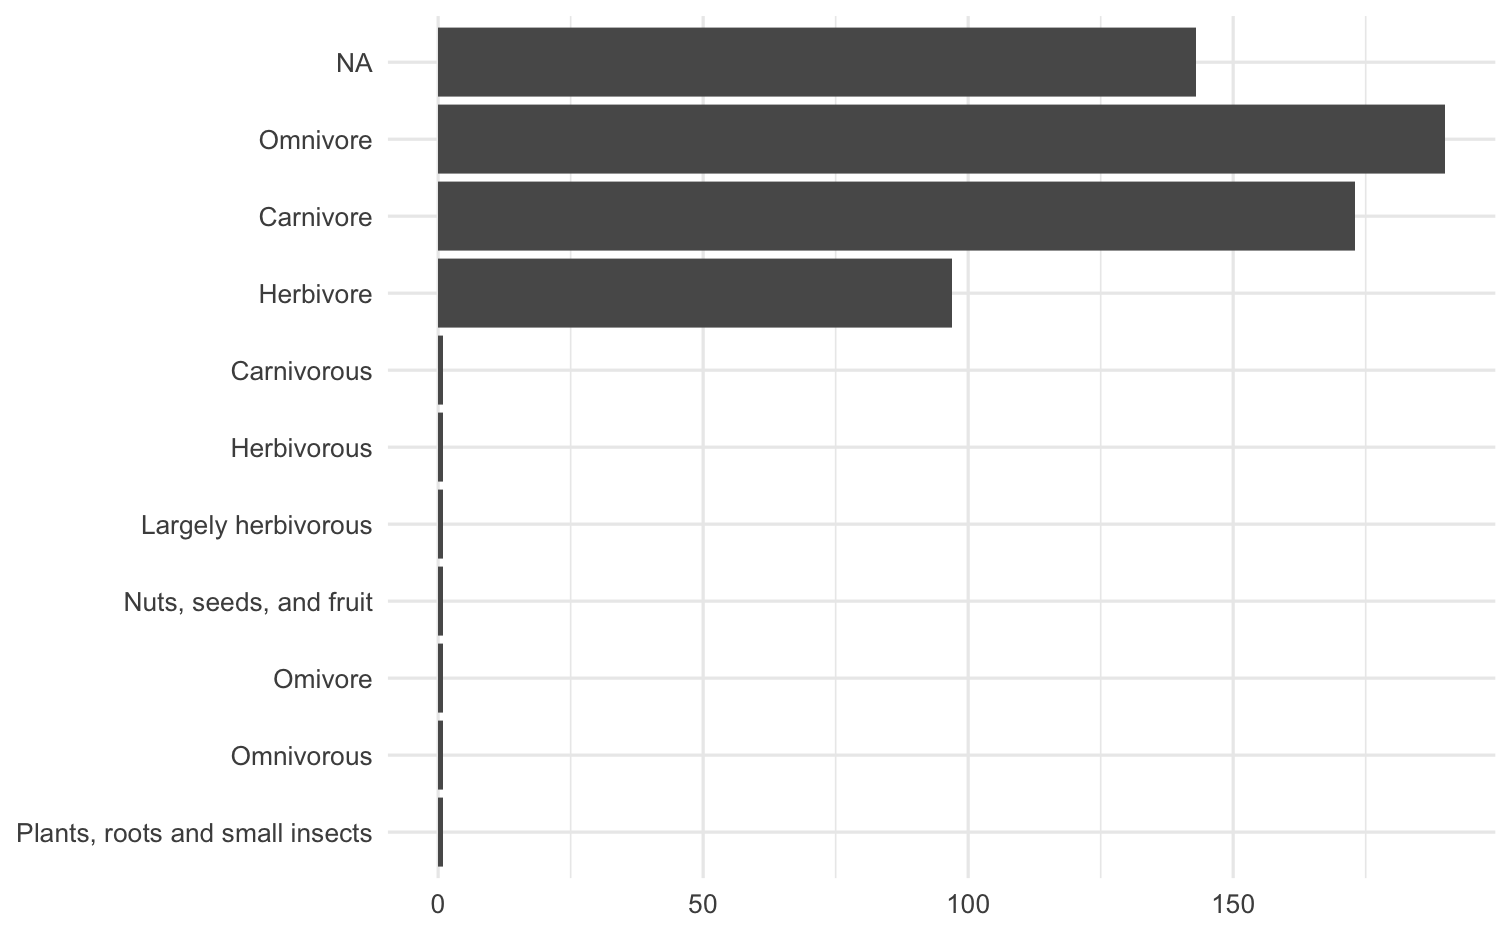 NA
Omnivore
Carnivore
Herbivore
Carnivorous
Herbivorous
Largely herbivorous
Nuts, seeds, and fruit
Omivore
Omnivorous
Plants, roots and small insects
0 50 100 150